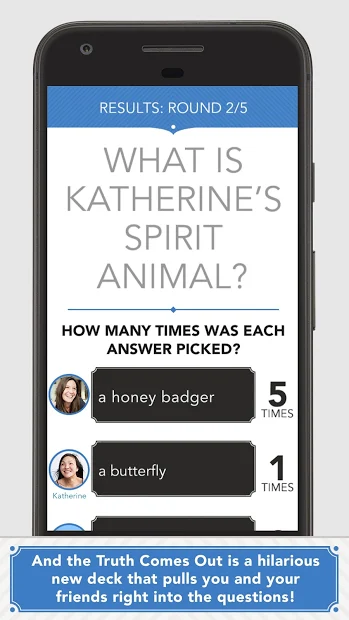 RESULTS: ROUND 2/5
WHAT IS
KATHERINE'S
SPIRIT
ANIMAL?
HOW MANY TIMES WAS EACH
ANSWER PICKED?
a honey badger
5
TIMES
a butterfly
1
TIMES
Katherine
And the Truth Comes Out is a hilarious
new deck that pulls you and your
friends right into the questions!